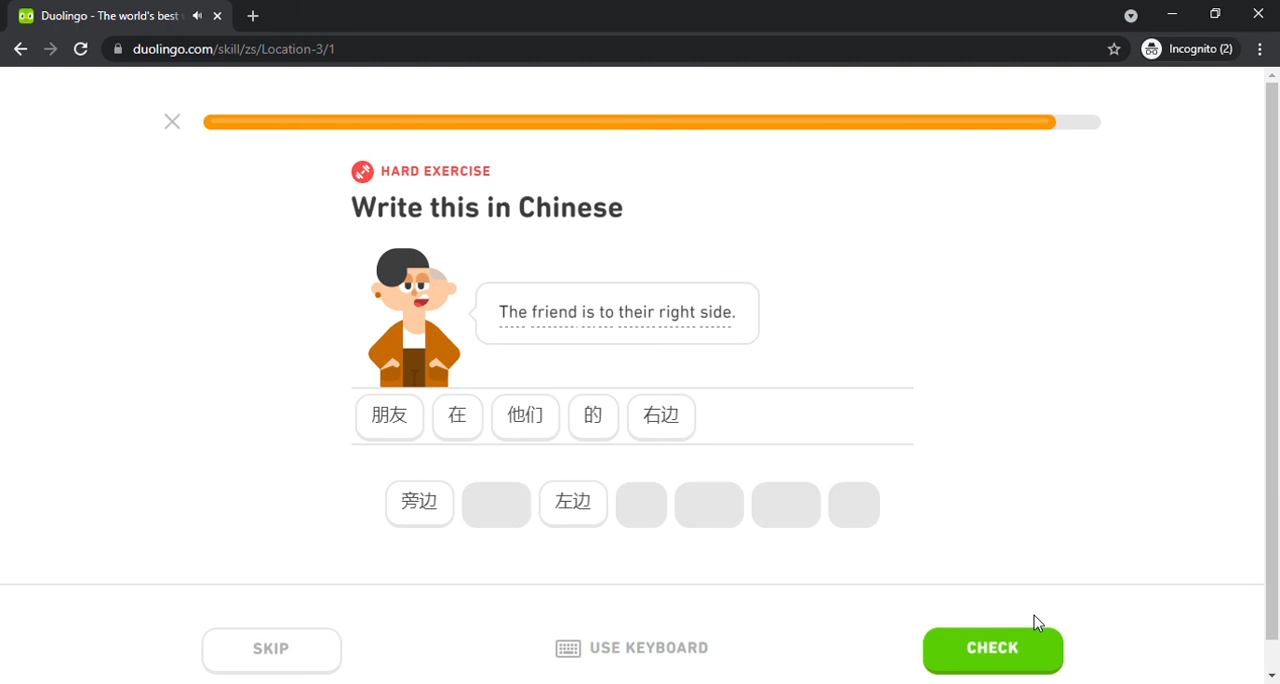 Duolingo - The world's best
duolingo.com/skill/zs/Location-3/1
Incognito (2)
HARD EXERCISE
Write this in Chinese
The friend is to their right side.
朋友 在 他们 的 右边
旁边 左边
SKIP
USE KEYBOARD
CHECK